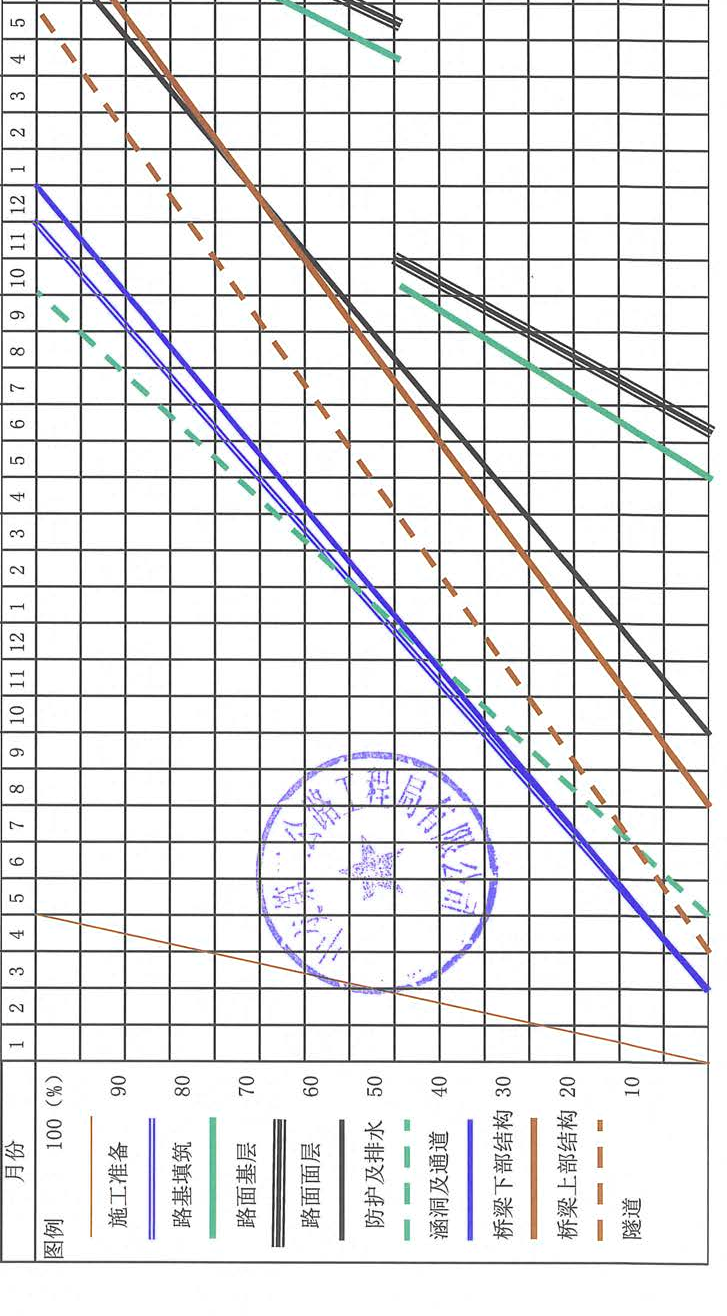 月份 1 2 3 4 5 6 7 8 9 10 11 12 1 2 3 4 5 6 7 8 9 10 11 12 1 2 3 4 5
图例 100（%）
施工准备 90
路基填筑 80
路面基层 70
路面面层 60
防护及排水 50
涵洞及通道 40
桥梁下部结构 30
桥梁上部结构 20
隧道 10
公路工程局有限公司